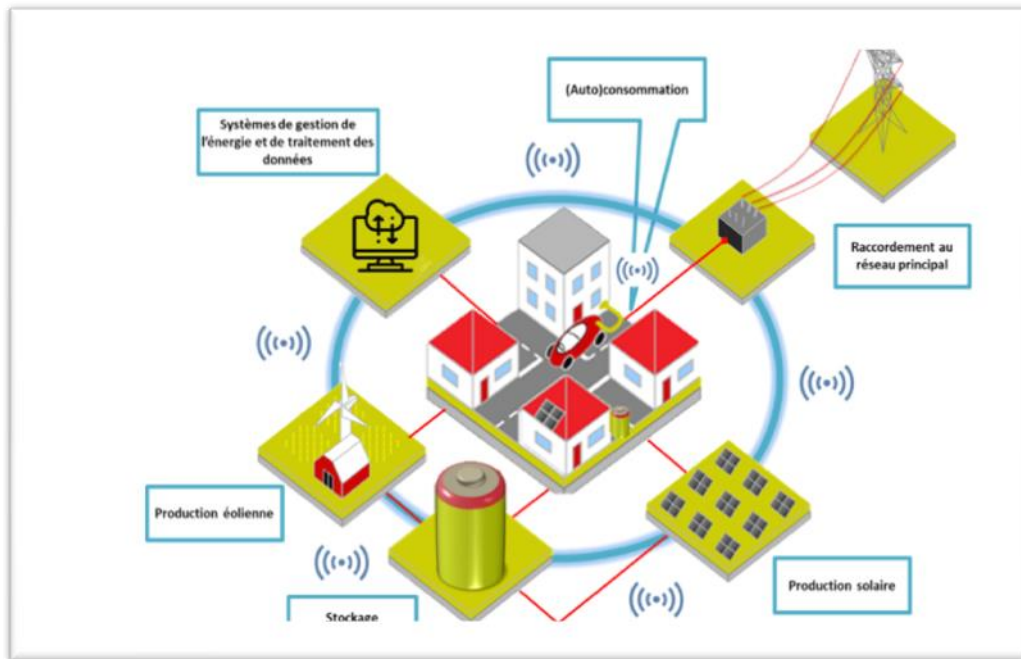 (Auto)consommation
Systèmes de gestion de
l'énergie et de traitement des
données
Raccordement au
réseau principal
Production éolienne
Production solaire
Stockage